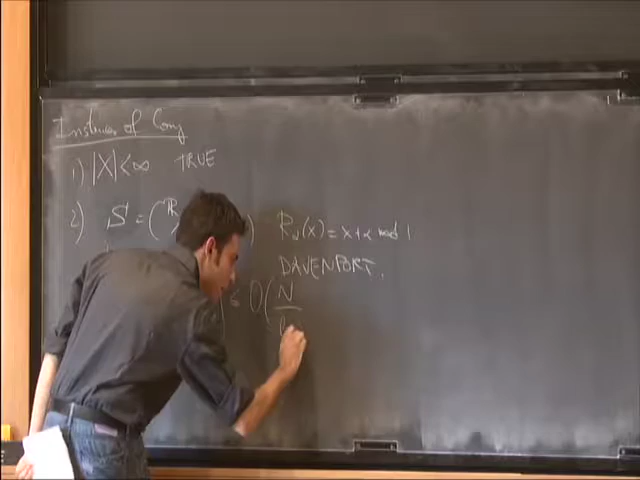 Instances of Conj
1) |X| < ∞ TRUE
2) S = ( R_α(x) = x + α mod 1
DAVENPORT.
≤ O( N